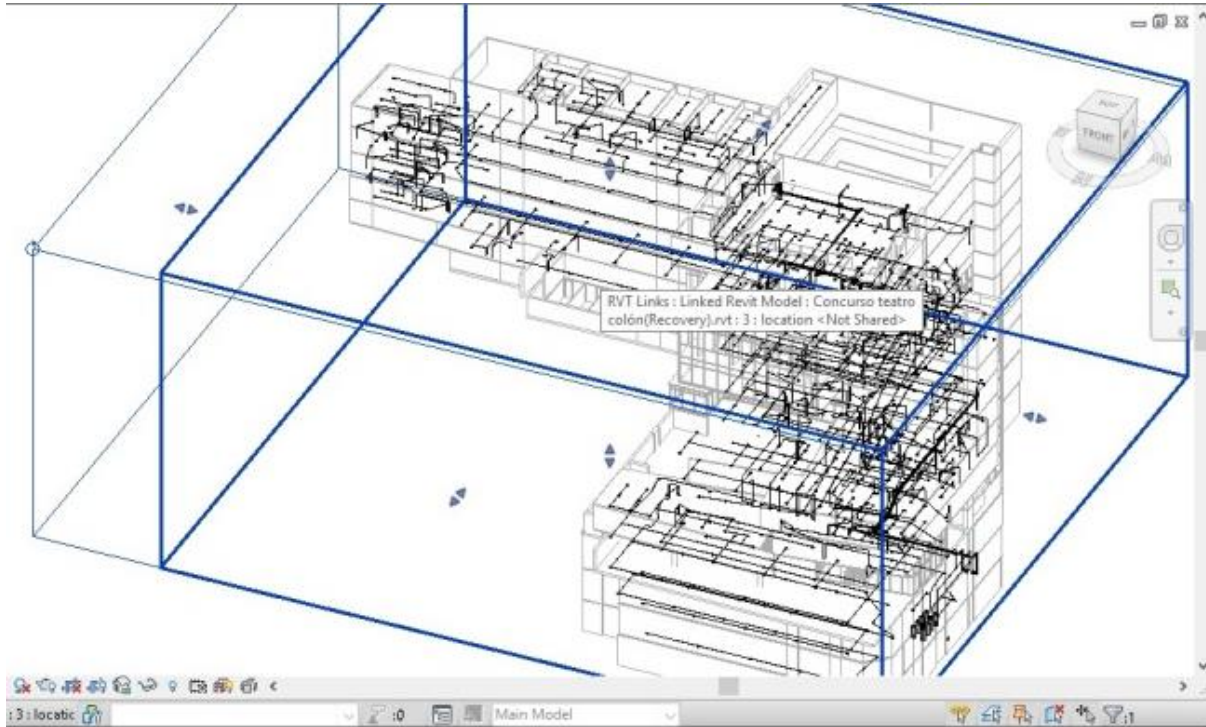 FRONT
RVT Links : Linked Revit Model : Concurso teatro
colón(Recovery).rvt : 3 : location <Not Shared>
: 3 : locatic
:0
Main Model
:1